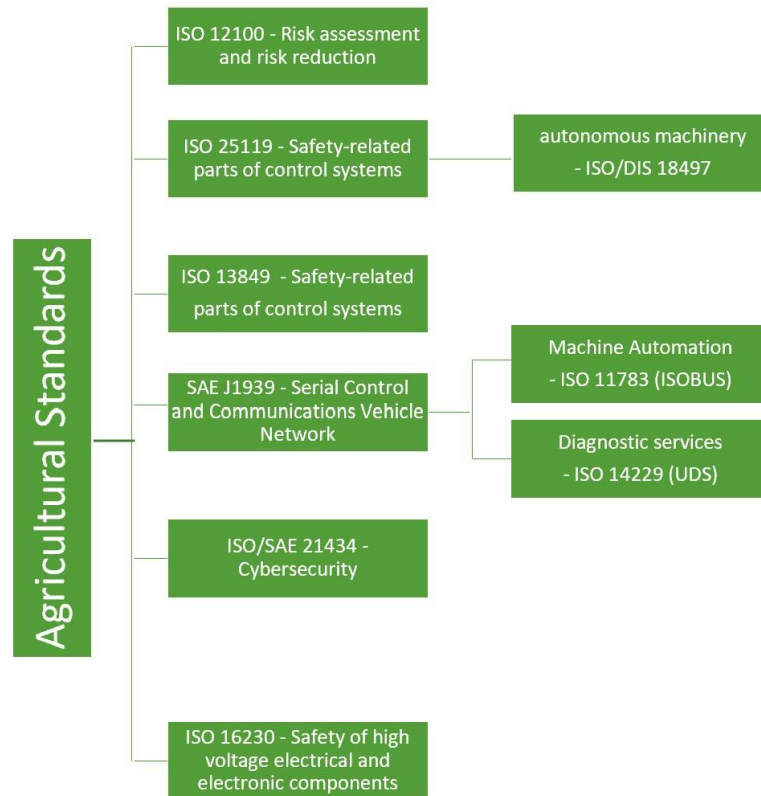 Agricultural Standards
ISO 12100 - Risk assessment
and risk reduction
ISO 25119 - Safety-related
parts of control systems
autonomous machinery
- ISO/DIS 18497
ISO 13849 - Safety-related
parts of control systems
SAE J1939 - Serial Control
and Communications Vehicle
Network
Machine Automation
- ISO 11783 (ISOBUS)
Diagnostic services
- ISO 14229 (UDS)
ISO/SAE 21434 -
Cybersecurity
ISO 16230 - Safety of high
voltage electrical and
electronic components